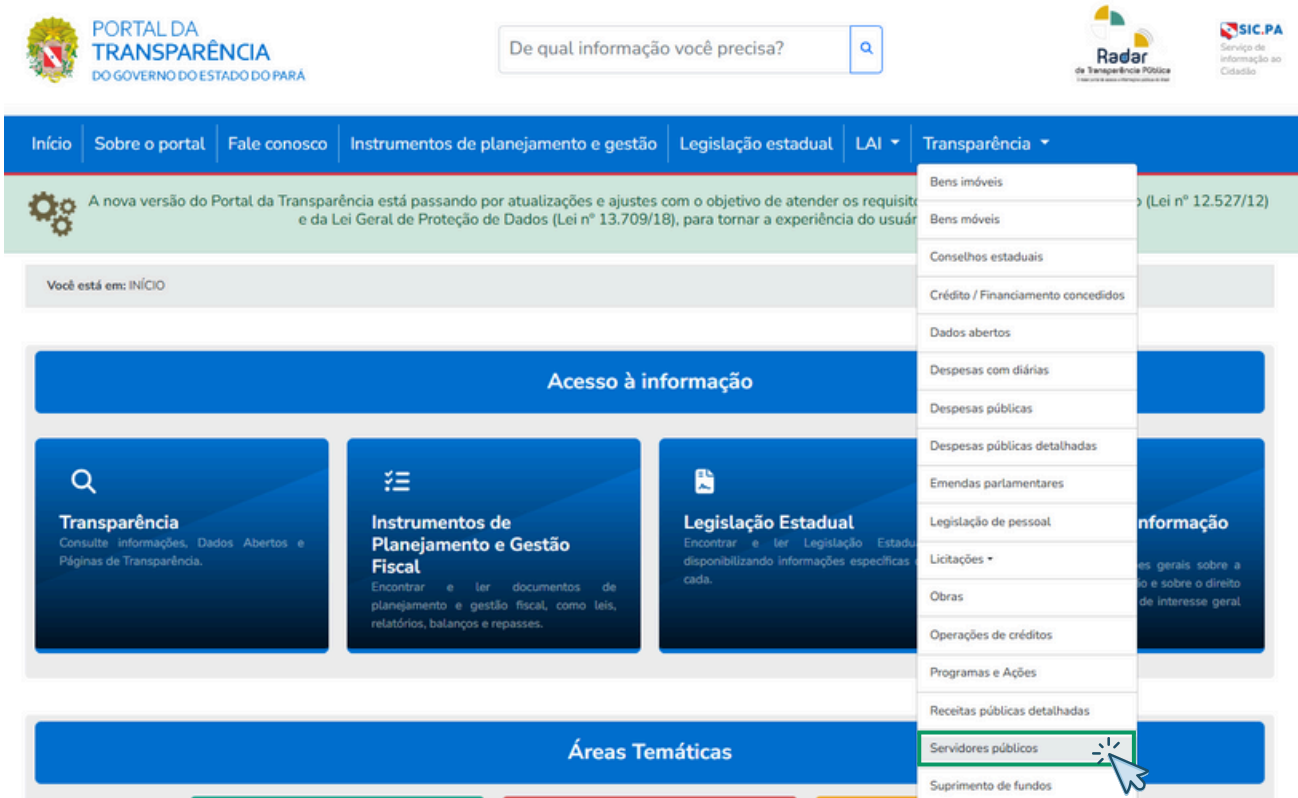 PORTAL DA
TRANSPARÊNCIA
DO GOVERNO DO ESTADO DO PARÁ
De qual informação você precisa?
Radar
da Transparência Pública
SIC.PA
Serviço de
informação ao
Cidadão
Início
Sobre o portal
Fale conosco
Instrumentos de planejamento e gestão
Legislação estadual
LAI
Transparência
A nova versão do Portal da Transparência está passando por atualizações e ajustes com o objetivo de atender os requisito
o (Lei nº 12.527/12)
e da Lei Geral de Proteção de Dados (Lei nº 13.709/18), para tornar a experiência do usuár
Você está em: INÍCIO
Bens imóveis
Bens móveis
Conselhos estaduais
Crédito / Financiamento concedidos
Dados abertos
Despesas com diárias
Despesas públicas
Despesas públicas detalhadas
Emendas parlamentares
Legislação de pessoal
Licitações
Obras
Operações de créditos
Programas e Ações
Receitas públicas detalhadas
Servidores públicos
Suprimento de fundos
Acesso à informação
Transparência
Consulte informações, Dados Abertos e
Páginas de Transparência.
Instrumentos de
Planejamento e Gestão
Fiscal
Encontrar e ler documentos de
planejamento e gestão fiscal, como leis,
relatórios, balanços e repasses.
Legislação Estadual
Encontrar e ler Legislação Estadu
disponibilizando informações específicas
cada.
nformação
es gerais sobre a
o e sobre o direito
de interesse geral
Áreas Temáticas